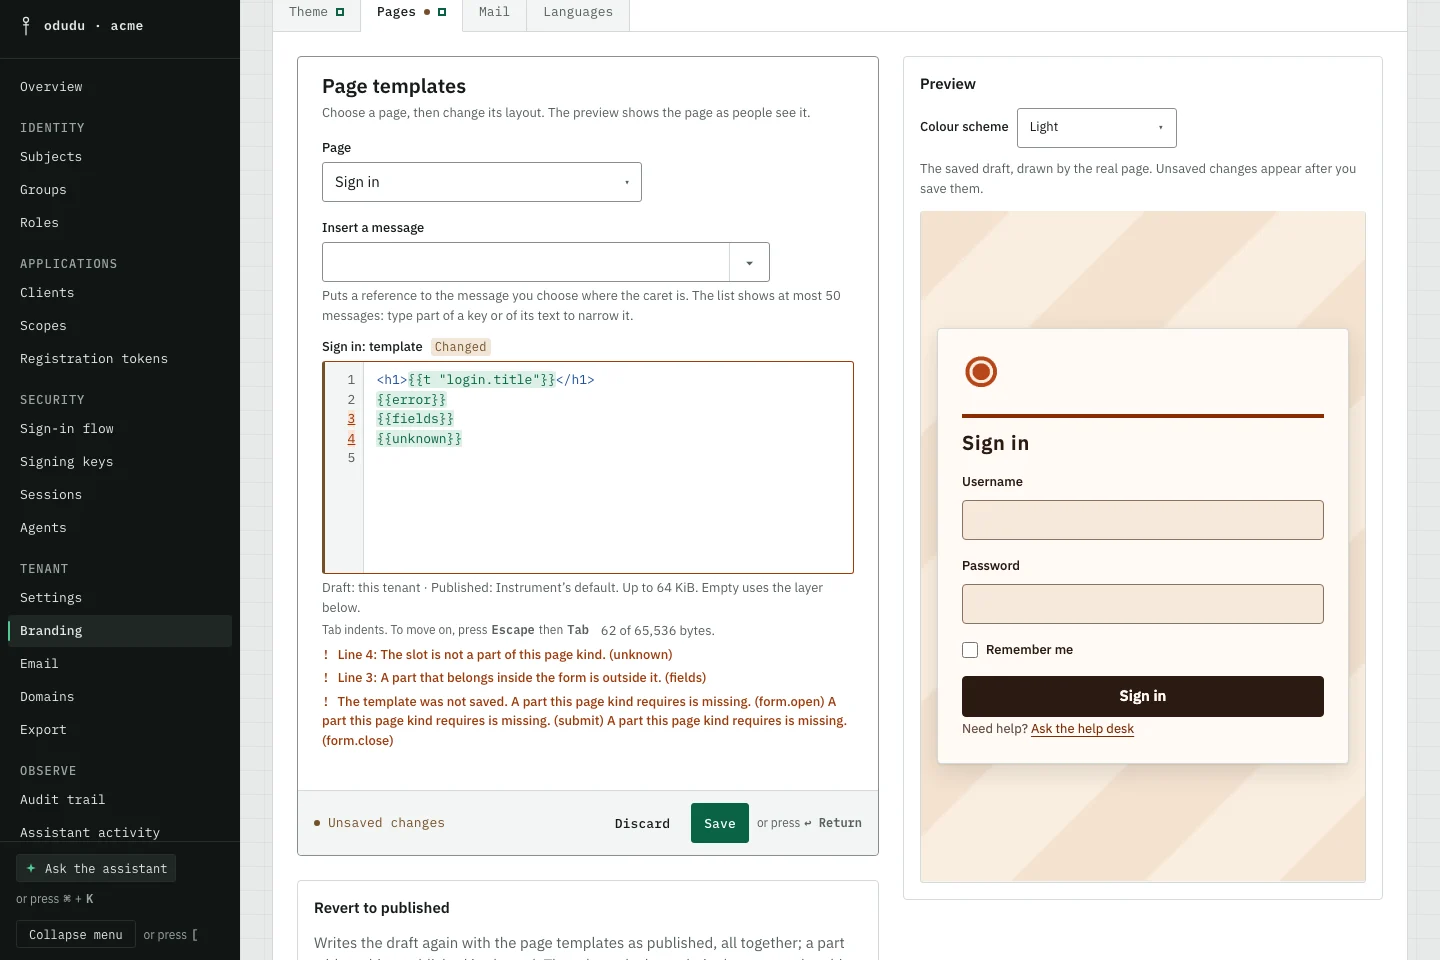 odudu · acme
Overview
IDENTITY
Subjects
Groups
Roles
APPLICATIONS
Clients
Scopes
Registration tokens
SECURITY
Sign-in flow
Signing keys
Sessions
Agents
TENANT
Settings
Branding
Email
Domains
Export
OBSERVE
Audit trail
Assistant activity
Ask the assistant
or press ⌘ + K
Collapse menu or press [
Theme Pages Mail Languages
Page templates
Choose a page, then change its layout. The preview shows the page as people see it.
Page
Sign in
Insert a message
Puts a reference to the message you choose where the caret is. The list shows at most 50
messages: type part of a key or of its text to narrow it.
Sign in: template Changed
1 <h1>{{t "login.title"}}</h1>
2 {{error}}
3 {{fields}}
4 {{unknown}}
5
Draft: this tenant · Published: Instrument’s default. Up to 64 KiB. Empty uses the layer
below.
Tab indents. To move on, press Escape then Tab 62 of 65,536 bytes.
! Line 4: The slot is not a part of this page kind. (unknown)
! Line 3: A part that belongs inside the form is outside it. (fields)
! The template was not saved. A part this page kind requires is missing. (form.open) A
part this page kind requires is missing. (submit) A part this page kind requires is missing.
(form.close)
Unsaved changes Discard Save or press ↩ Return
Revert to published
Writes the draft again with the page templates as published, all together; a part
Preview
Colour scheme Light
The saved draft, drawn by the real page. Unsaved changes appear after you
save them.
Sign in
Username
Password
Remember me
Sign in
Need help? Ask the help desk